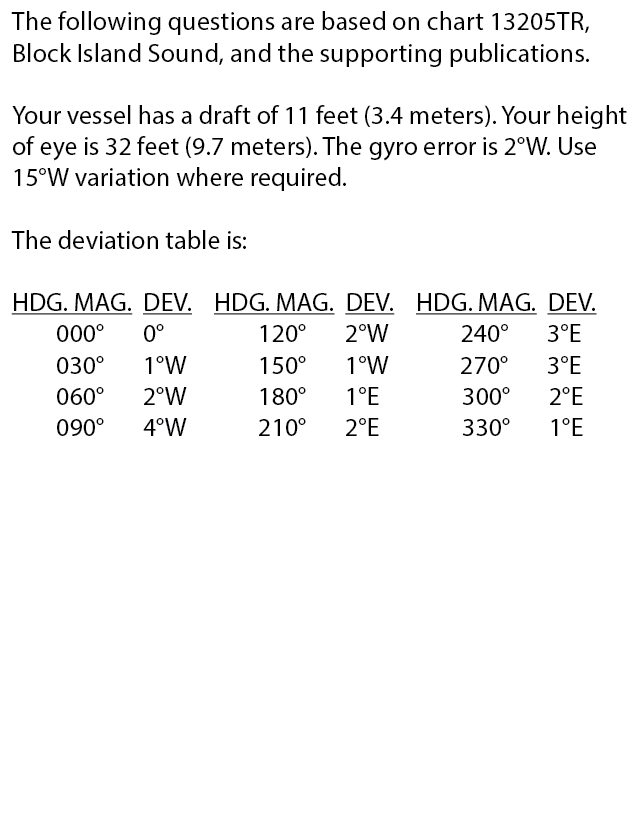 The following questions are based on chart 13205TR,
Block Island Sound, and the supporting publications.
Your vessel has a draft of 11 feet (3.4 meters). Your height
of eye is 32 feet (9.7 meters). The gyro error is 2°W. Use
15°W variation where required.
The deviation table is:
HDG. MAG. DEV. HDG. MAG. DEV. HDG. MAG. DEV.
000° 0° 120° 2°W 240° 3°E
030° 1°W 150° 1°W 270° 3°E
060° 2°W 180° 1°E 300° 2°E
090° 4°W 210° 2°E 330° 1°E